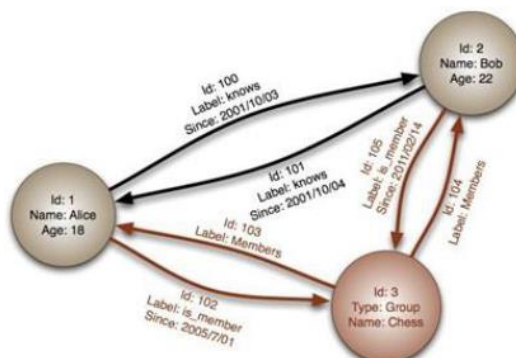 Id: 2
Name: Bob
Age: 22
Id: 100
Label: knows
Since: 2001/10/03
Id: 101
Label: knows
Since: 2001/10/04
Id: 105
Label: is_member
Since: 2011/02/14
Id: 104
Label: Members
Id: 1
Name: Alice
Age: 18
Id: 103
Label: Members
Id: 102
Label: is_member
Since: 2005/7/01
Id: 3
Type: Group
Name: Chess